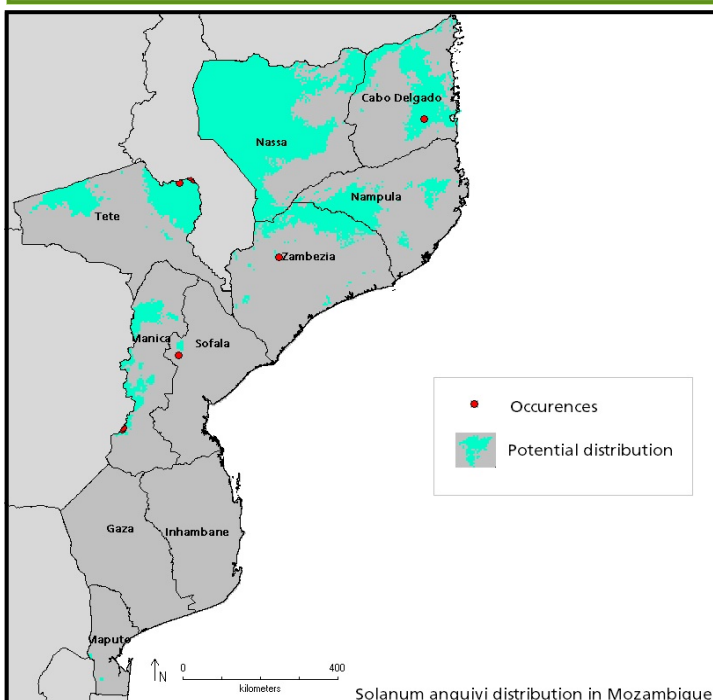 Cabo Delgado
Nassa
Nampula
Tete
Zambezia
Manica
Sofala
Occurences
Potential distribution
Gaza
Inhambane
Maputo
N
0 400
kilometers
Solanum anguivi distribution in Mozambique